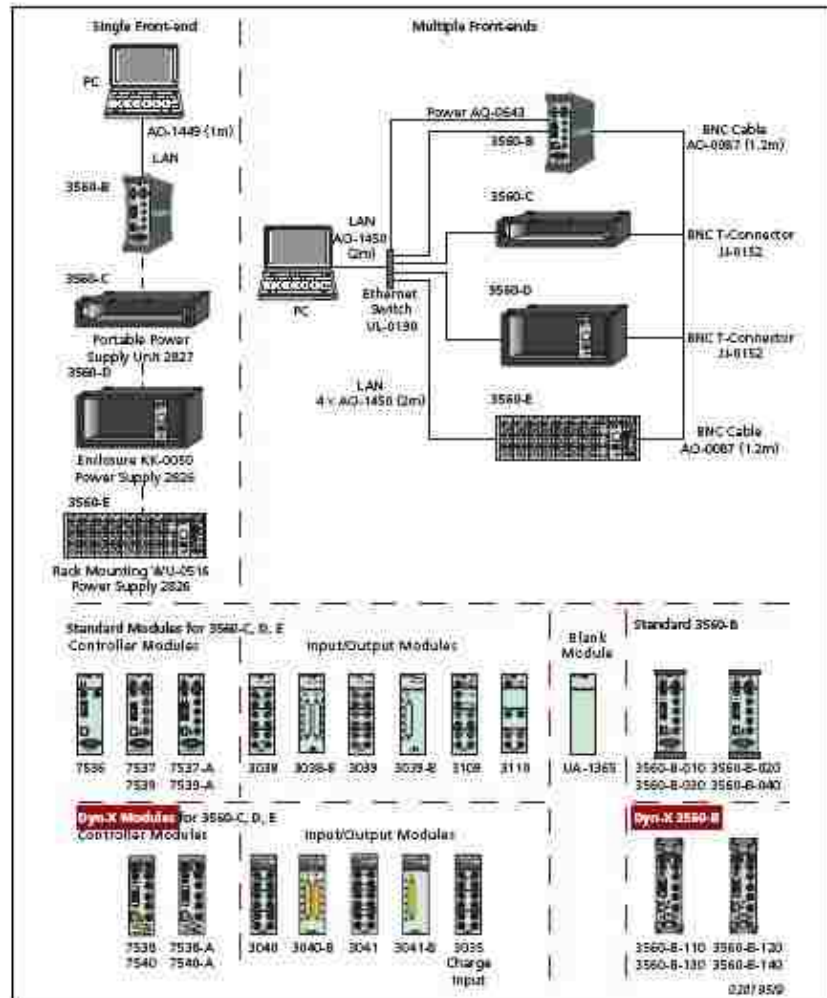 Single Front-end
PC
AO-1449 (1m)
LAN
3560-B
3560-C
Portable Power
Supply Unit 2827
3560-D
Enclosure KK-0050
Power Supply 2826
3560-E
Rack Mounting WU-0516
Power Supply 2826
Multiple Front-ends
Power AO-0643
3560-B
BNC Cable
AO-0087 (1.2m)
3560-C
LAN
AO-1450
(2m)
BNC T-Connector
JJ-0152
PC
Ethernet
Switch
UL-0190
3560-D
BNC T-Connector
JJ-0152
LAN
4 × AO-1450 (2m)
3560-E
BNC Cable
AO-0087 (1.2m)
Standard Modules for 3560-C, D, E
Controller Modules
Input/Output Modules
Blank
Module
Standard 3560-B
7536
7537
7539
7537-A
7539-A
3038
3038-B
3039
3039-B
3109
3110
UA-1365
3560-B-010
3560-B-030
3560-B-020
3560-B-040
Dyn-X Modules for 3560-C, D, E
Controller Modules
Input/Output Modules
Dyn-X 3560-B
7538
7540
7538-A
7540-A
3040
3040-B
3041
3041-B
3035
Charge
Input
3560-B-110
3560-B-130
3560-B-120
3560-B-140